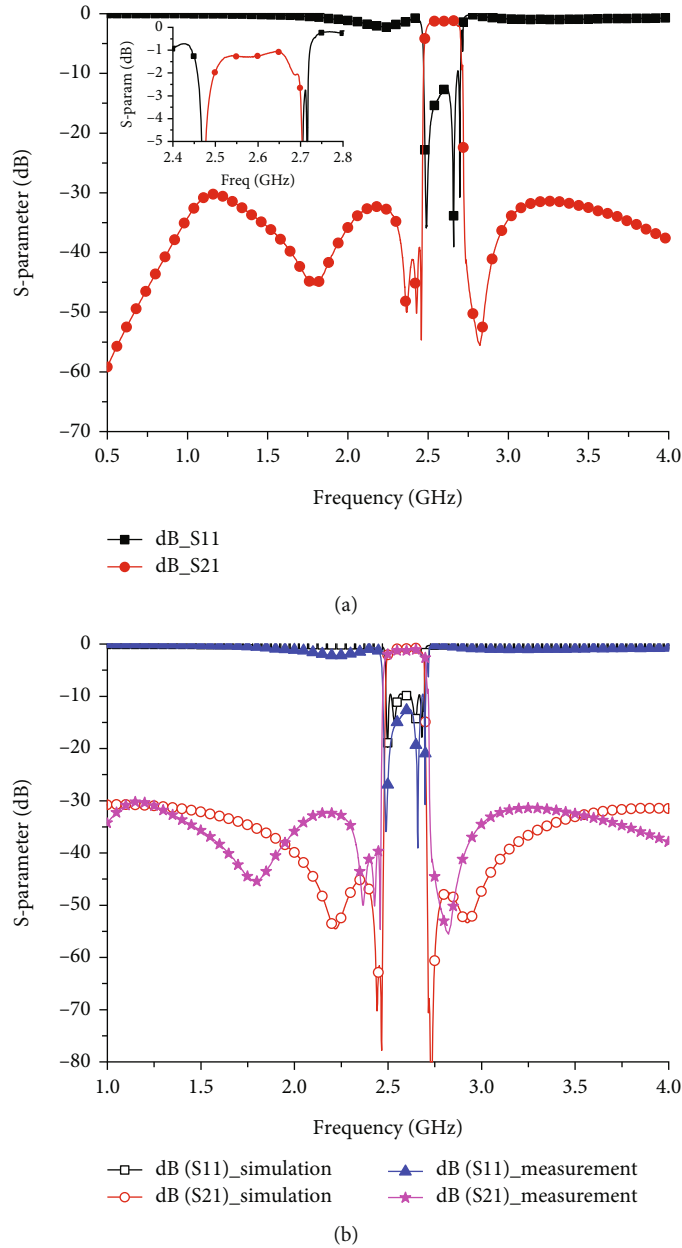 0
−10
−20
−30
−40
−50
−60
−70
S-parameter (dB)
0
−1
−2
−3
−4
−5
S-param (dB)
2.4 2.5 2.6 2.7 2.8
Freq (GHz)
0.5 1.0 1.5 2.0 2.5 3.0 3.5 4.0
Frequency (GHz)
dB_S11
dB_S21
(a)
0
−10
−20
−30
−40
−50
−60
−70
−80
S-parameter (dB)
1.0 1.5 2.0 2.5 3.0 3.5 4.0
Frequency (GHz)
dB (S11)_simulation dB (S11)_measurement
dB (S21)_simulation dB (S21)_measurement
(b)